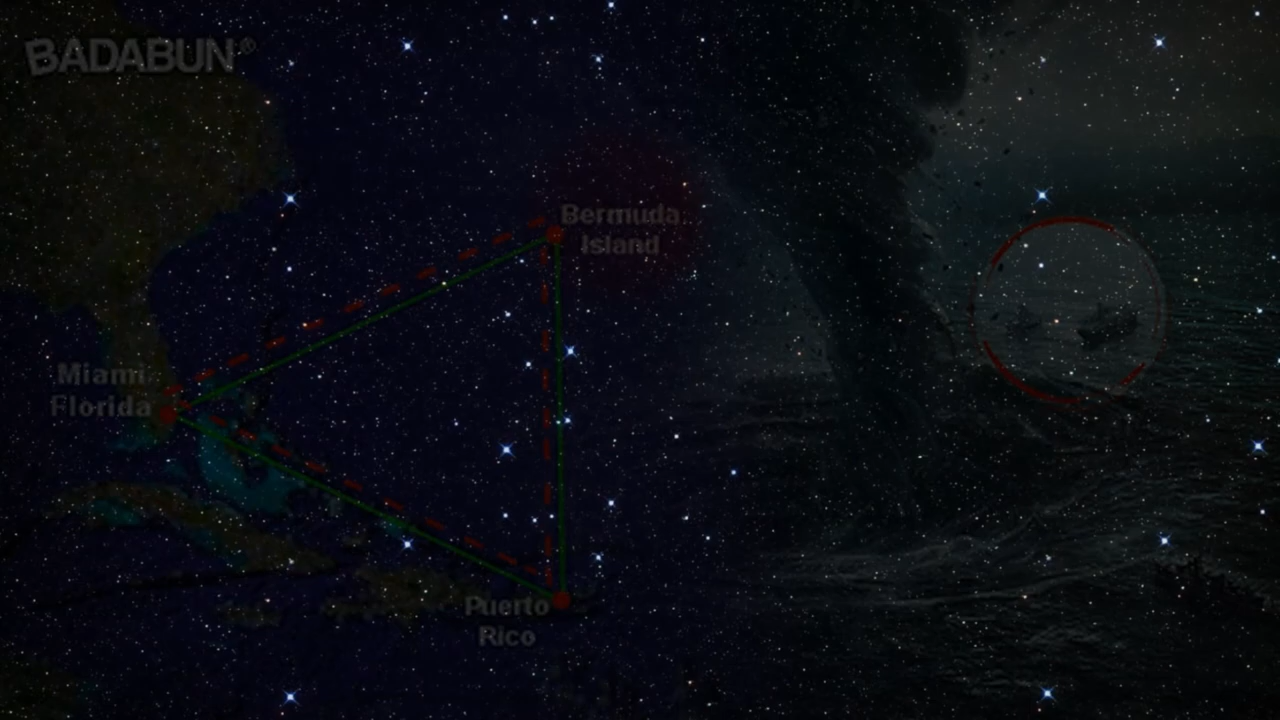 BADABUN®
Bermuda
Island
Miami
Florida
Puerto
Rico